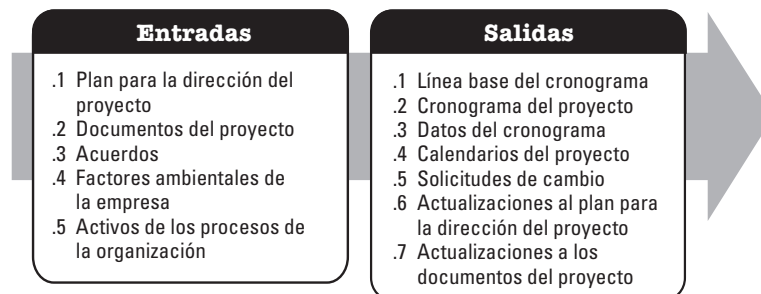 Entradas
.1 Plan para la dirección del
proyecto
.2 Documentos del proyecto
.3 Acuerdos
.4 Factores ambientales de
la empresa
.5 Activos de los procesos de
la organización
Salidas
.1 Línea base del cronograma
.2 Cronograma del proyecto
.3 Datos del cronograma
.4 Calendarios del proyecto
.5 Solicitudes de cambio
.6 Actualizaciones al plan para
la dirección del proyecto
.7 Actualizaciones a los
documentos del proyecto